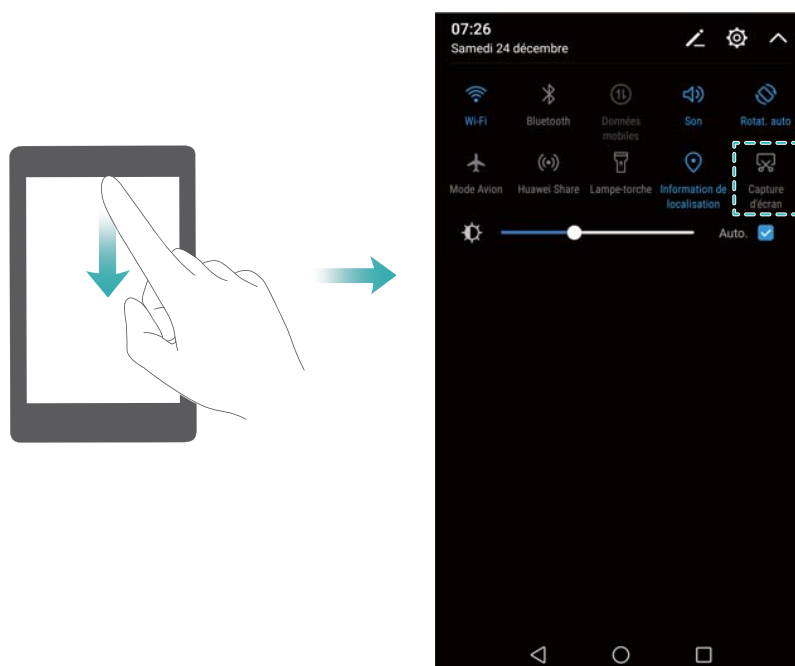 07:26
Samedi 24 décembre
Wi-Fi
Bluetooth
Données
mobiles
Son
Rotat. auto
Mode Avion
Huawei Share
Lampe-torche
Information de
localisation
Capture
d'écran
Auto.